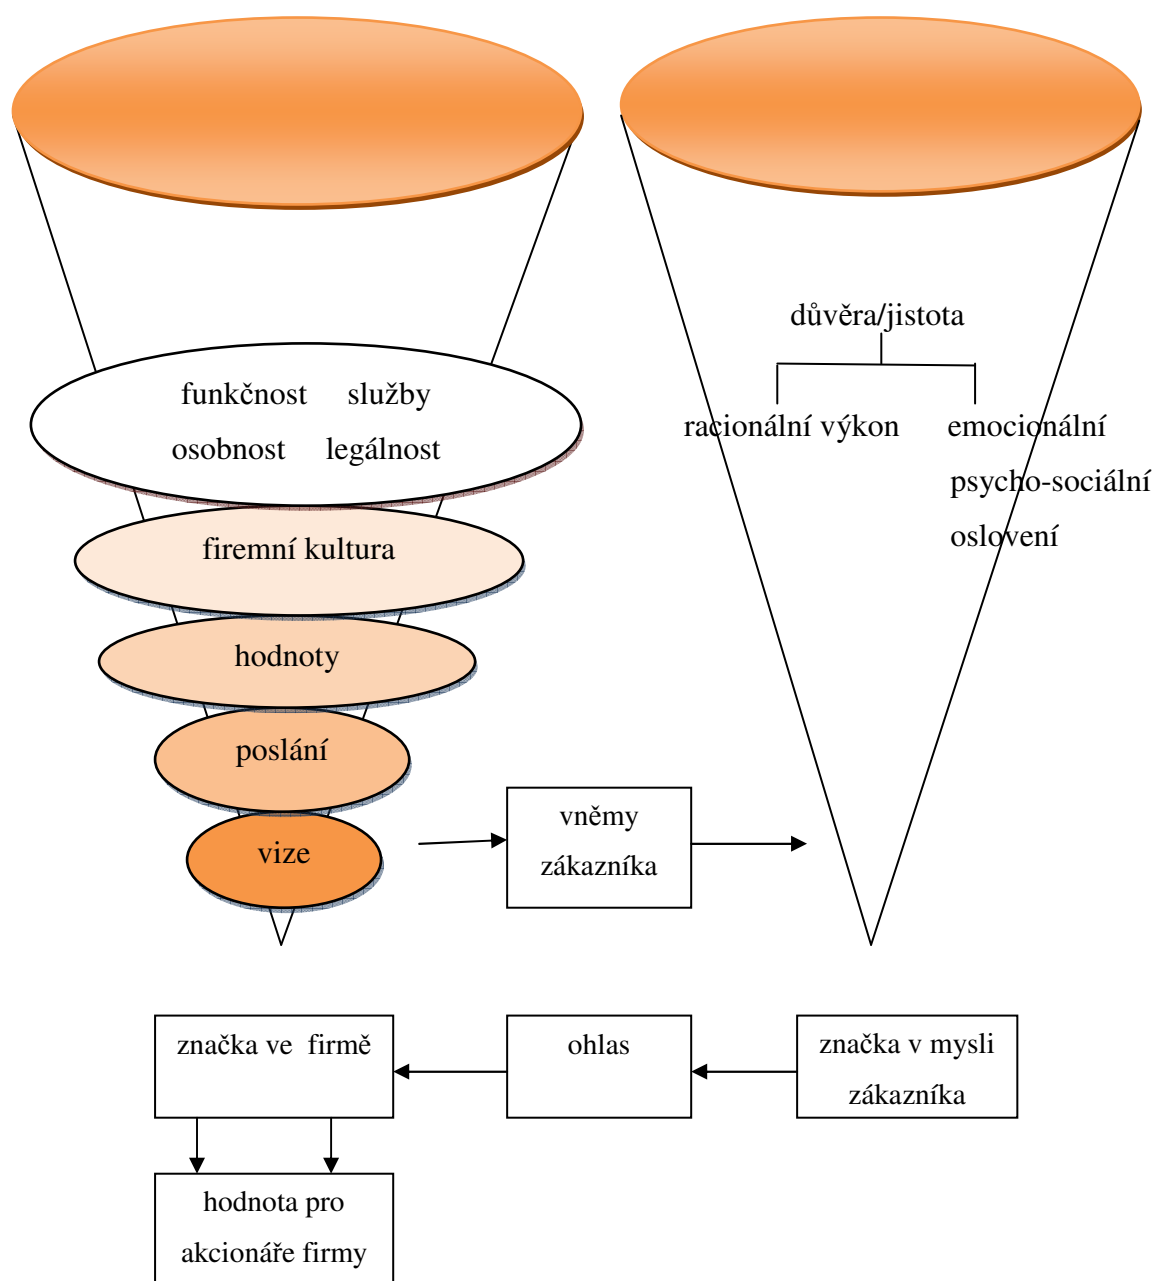 důvěra/jistota
funkčnost služby
osobnost legálnost
racionální výkon
emocionální
psycho-sociální
oslovení
firemní kultura
hodnoty
poslání
vize
vněmy
zákazníka
značka ve firmě
ohlas
značka v mysli
zákazníka
hodnota pro
akcionáře firmy